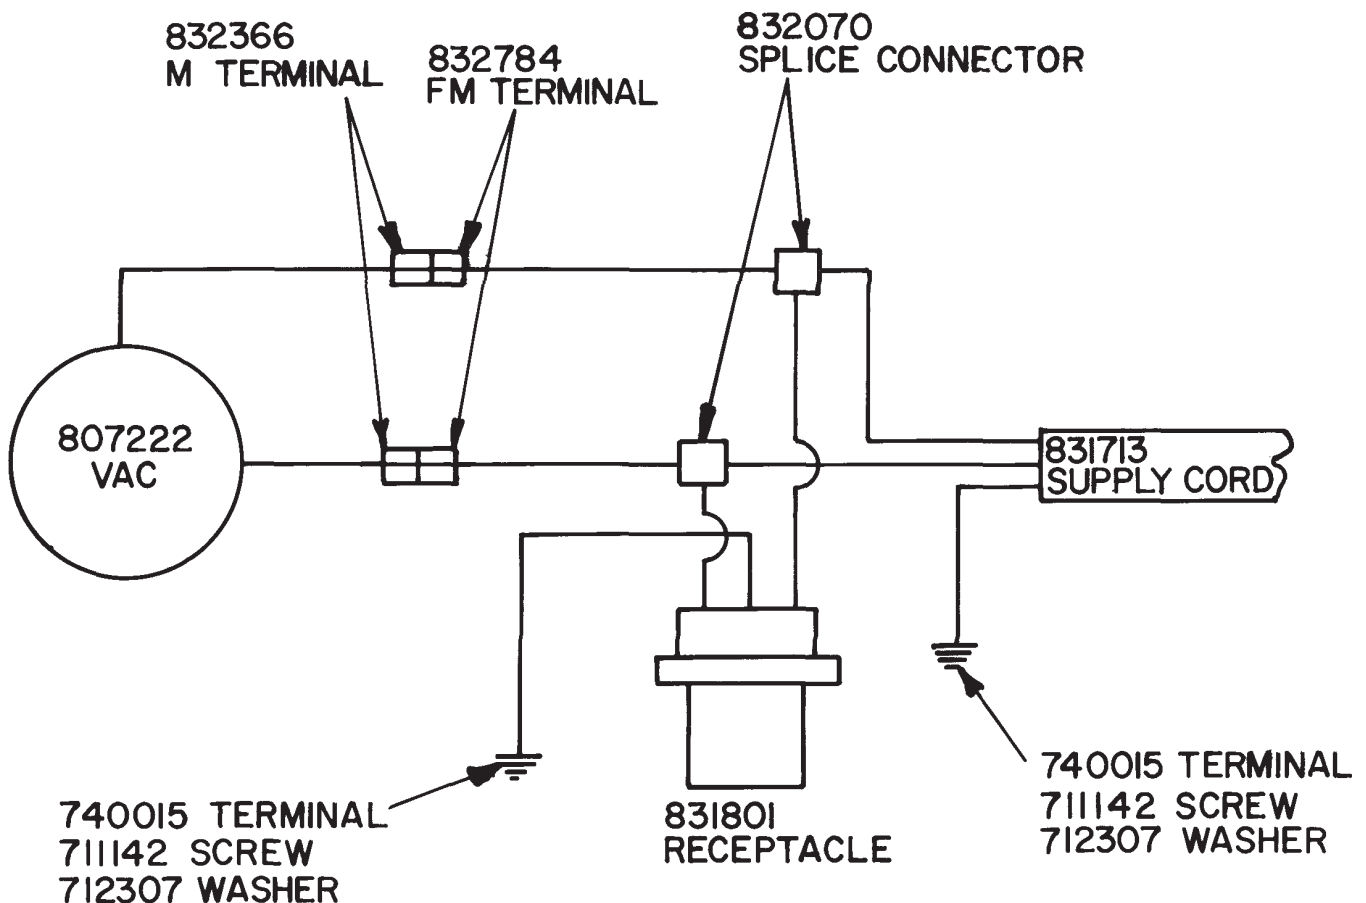 832366
M TERMINAL
832784
FM TERMINAL
832070
SPLICE CONNECTOR
807222
VAC
831713
SUPPLY CORD
740015 TERMINAL
711142 SCREW
712307 WASHER
831801
RECEPTACLE
740015 TERMINAL
711142 SCREW
712307 WASHER